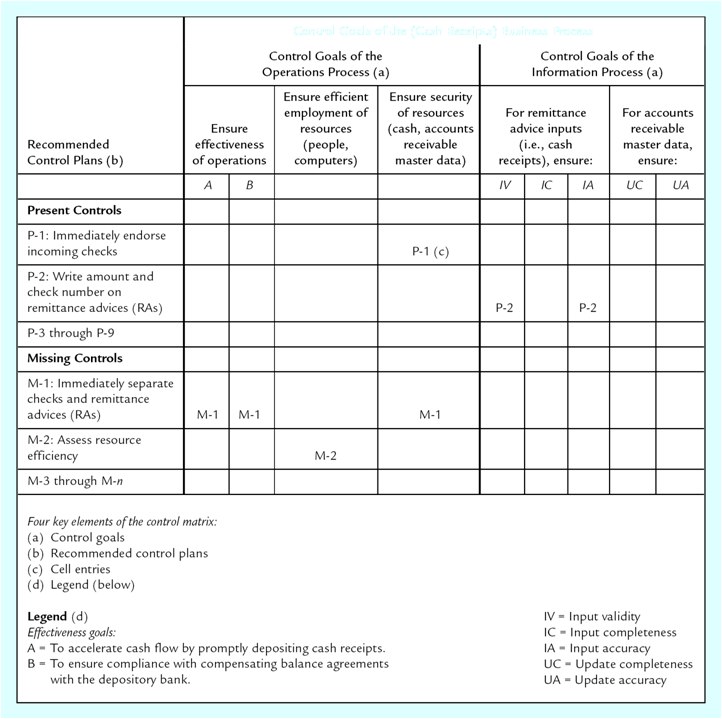 Control Goals of the (Cash Receipts) Business Process
Control Goals of the
Operations Process (a)
Control Goals of the
Information Process (a)
Recommended
Control Plans (b)
Ensure
effectiveness
of operations
Ensure efficient
employment of
resources
(people,
computers)
Ensure security
of resources
(cash, accounts
receivable
master data)
For remittance
advice inputs
(i.e., cash
receipts), ensure:
For accounts
receivable
master data,
ensure:
A B IV IC IA UC UA
Present Controls
P-1: Immediately endorse
incoming checks
P-1 (c)
P-2: Write amount and
check number on
remittance advices (RAs)
P-2 P-2
P-3 through P-9
Missing Controls
M-1: Immediately separate
checks and remittance
advices (RAs)
M-1 M-1 M-1
M-2: Assess resource
efficiency
M-2
M-3 through M-n
Four key elements of the control matrix:
(a) Control goals
(b) Recommended control plans
(c) Cell entries
(d) Legend (below)
Legend (d)
Effectiveness goals:
A = To accelerate cash flow by promptly depositing cash receipts.
B = To ensure compliance with compensating balance agreements
with the depository bank.
IV = Input validity
IC = Input completeness
IA = Input accuracy
UC = Update completeness
UA = Update accuracy